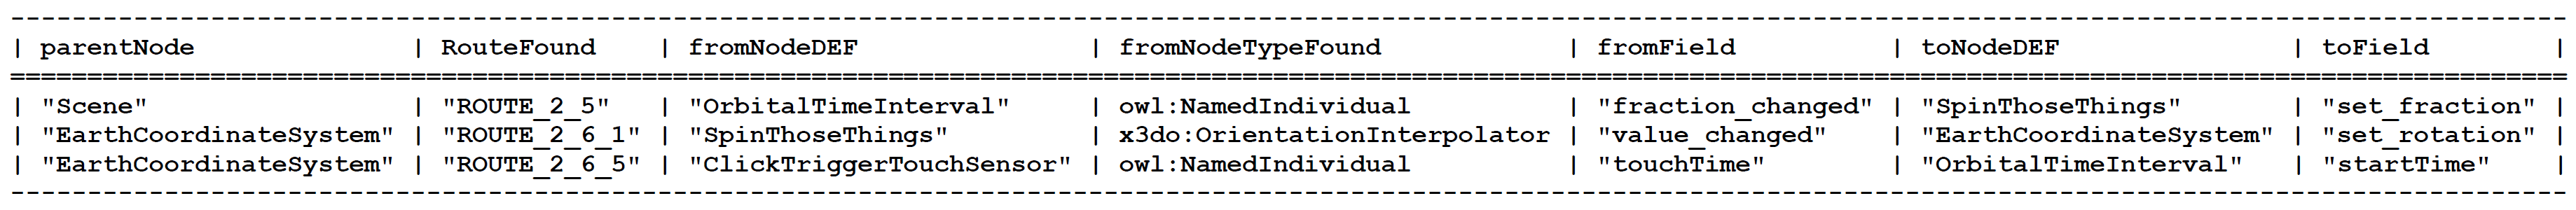 | parentNode | RouteFound | fromNodeDEF | fromNodeTypeFound | fromField | toNodeDEF | toField |
| "Scene" | "ROUTE_2_5" | "OrbitalTimeInterval" | owl:NamedIndividual | "fraction_changed" | "SpinThoseThings" | "set_fraction" |
| "EarthCoordinateSystem" | "ROUTE_2_6_1" | "SpinThoseThings" | x3do:OrientationInterpolator | "value_changed" | "EarthCoordinateSystem" | "set_rotation" |
| "EarthCoordinateSystem" | "ROUTE_2_6_5" | "ClickTriggerTouchSensor" | owl:NamedIndividual | "touchTime" | "OrbitalTimeInterval" | "startTime" |